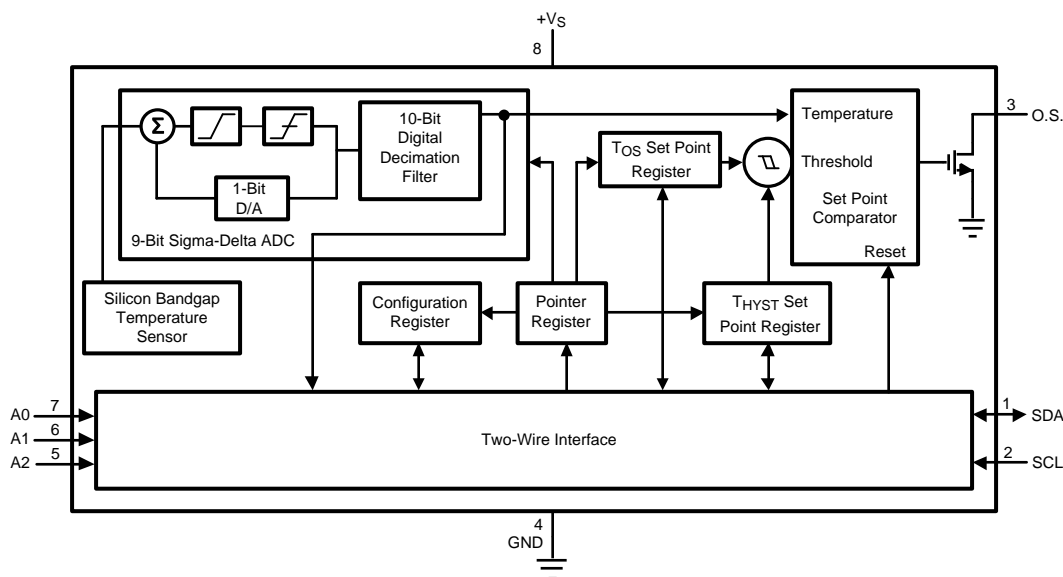 +VS
8
10-Bit
Digital
Decimation
Filter
Σ
1-Bit
D/A
9-Bit Sigma-Delta ADC
TOS Set Point
Register
Temperature
Threshold
Set Point
Comparator
Reset
3
O.S.
Silicon Bandgap
Temperature
Sensor
Configuration
Register
Pointer
Register
THYST Set
Point Register
A0
7
A1
6
A2
5
Two-Wire Interface
1
SDA
2
SCL
4
GND